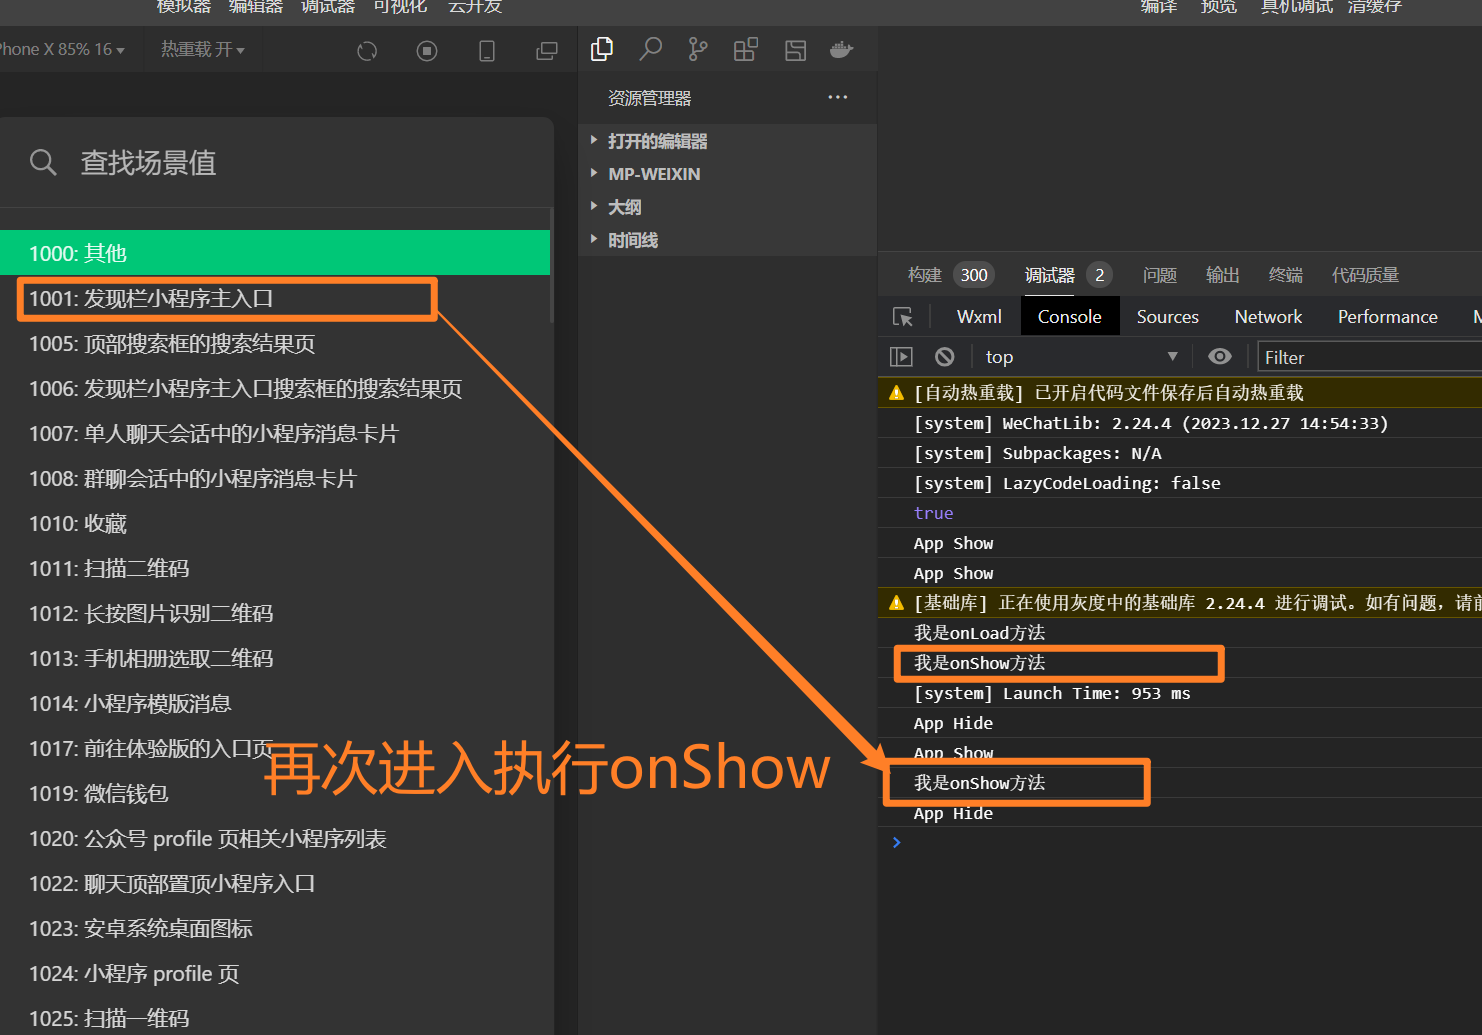 模拟器 编辑器 调试器 可视化 云开发
编译 预览 真机调试 清缓存
Phone X 85% 16
热重载 开
资源管理器
打开的编辑器
MP-WEIXIN
大纲
时间线
查找场景值
1000: 其他
1001: 发现栏小程序主入口
1005: 顶部搜索框的搜索结果页
1006: 发现栏小程序主入口搜索框的搜索结果页
1007: 单人聊天会话中的小程序消息卡片
1008: 群聊会话中的小程序消息卡片
1010: 收藏
1011: 扫描二维码
1012: 长按图片识别二维码
1013: 手机相册选取二维码
1014: 小程序模版消息
1017: 前往体验版的入口页
1019: 微信钱包
1020: 公众号 profile 页相关小程序列表
1022: 聊天顶部置顶小程序入口
1023: 安卓系统桌面图标
1024: 小程序 profile 页
1025: 扫描一维码
再次进入执行onShow
构建 300 调试器 2 问题 输出 终端 代码质量
Wxml Console Sources Network Performance M
top
Filter
[自动热重载] 已开启代码文件保存后自动热重载
[system] WeChatLib: 2.24.4 (2023.12.27 14:54:33)
[system] Subpackages: N/A
[system] LazyCodeLoading: false
true
App Show
App Show
[基础库] 正在使用灰度中的基础库 2.24.4 进行调试。如有问题，请前
我是onLoad方法
我是onShow方法
[system] Launch Time: 953 ms
App Hide
App Show
我是onShow方法
App Hide